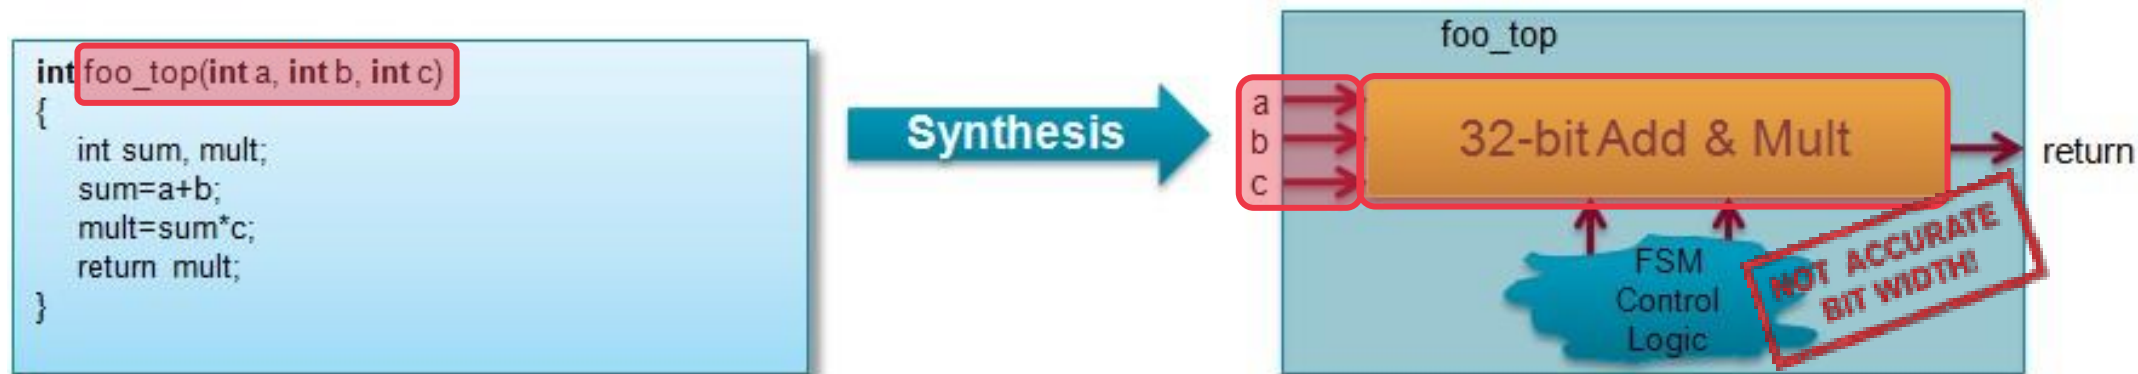 int foo_top(int a, int b, int c)
{
int sum, mult;
sum=a+b;
mult=sum*c;
return mult;
}
Synthesis
foo_top
a
b
c
32-bit Add & Mult
return
FSM
Control
Logic
NOT ACCURATE
BIT WIDTH!